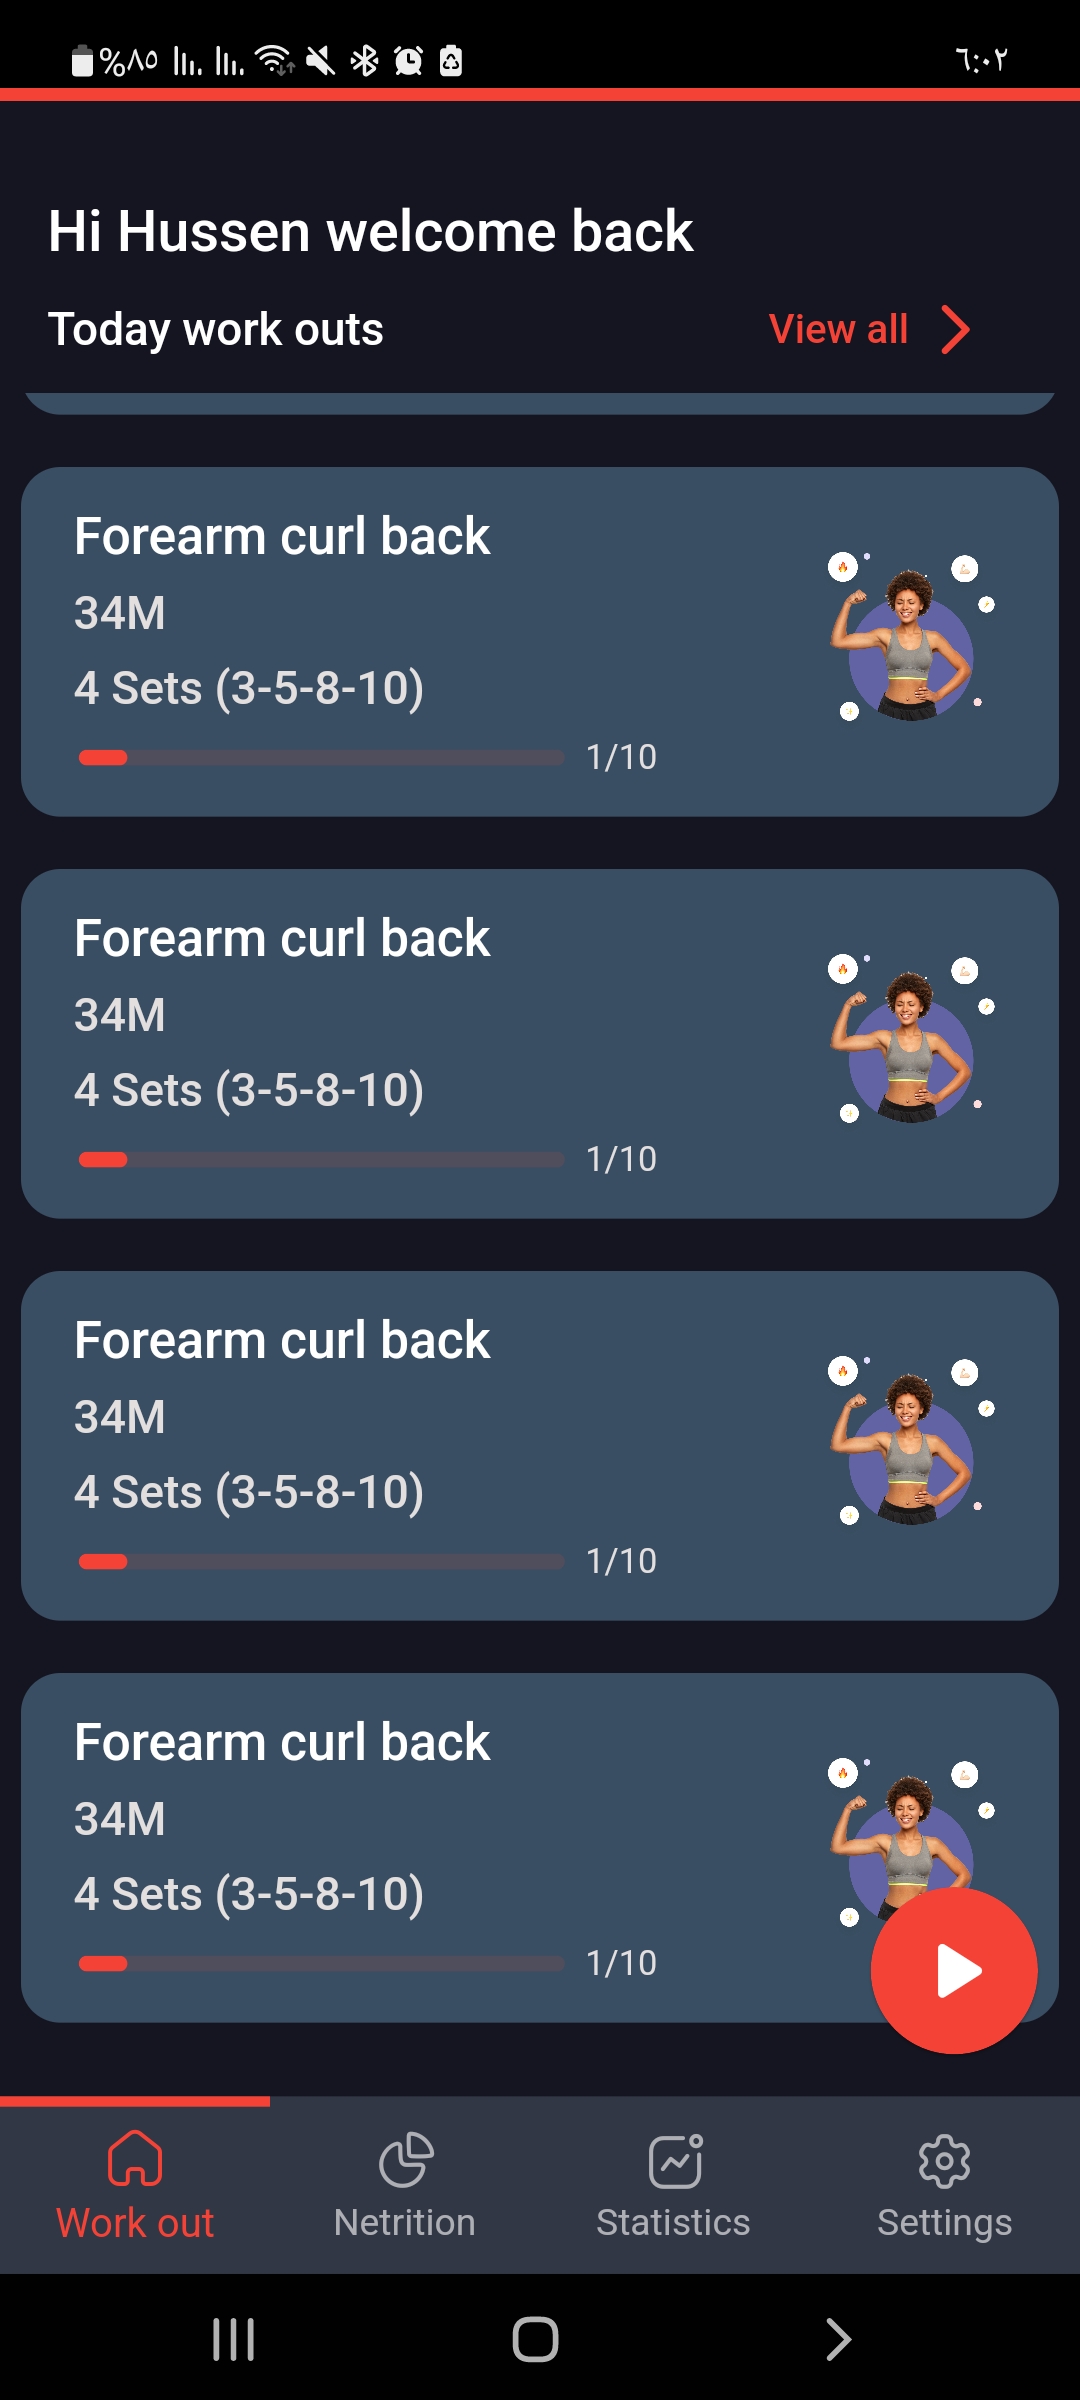 %٨٥ ٦:٠٢
Hi Hussen welcome back
Today work outs View all
Forearm curl back
34M
4 Sets (3-5-8-10)
1/10
Forearm curl back
34M
4 Sets (3-5-8-10)
1/10
Forearm curl back
34M
4 Sets (3-5-8-10)
1/10
Forearm curl back
34M
4 Sets (3-5-8-10)
1/10
Work out Netrition Statistics Settings